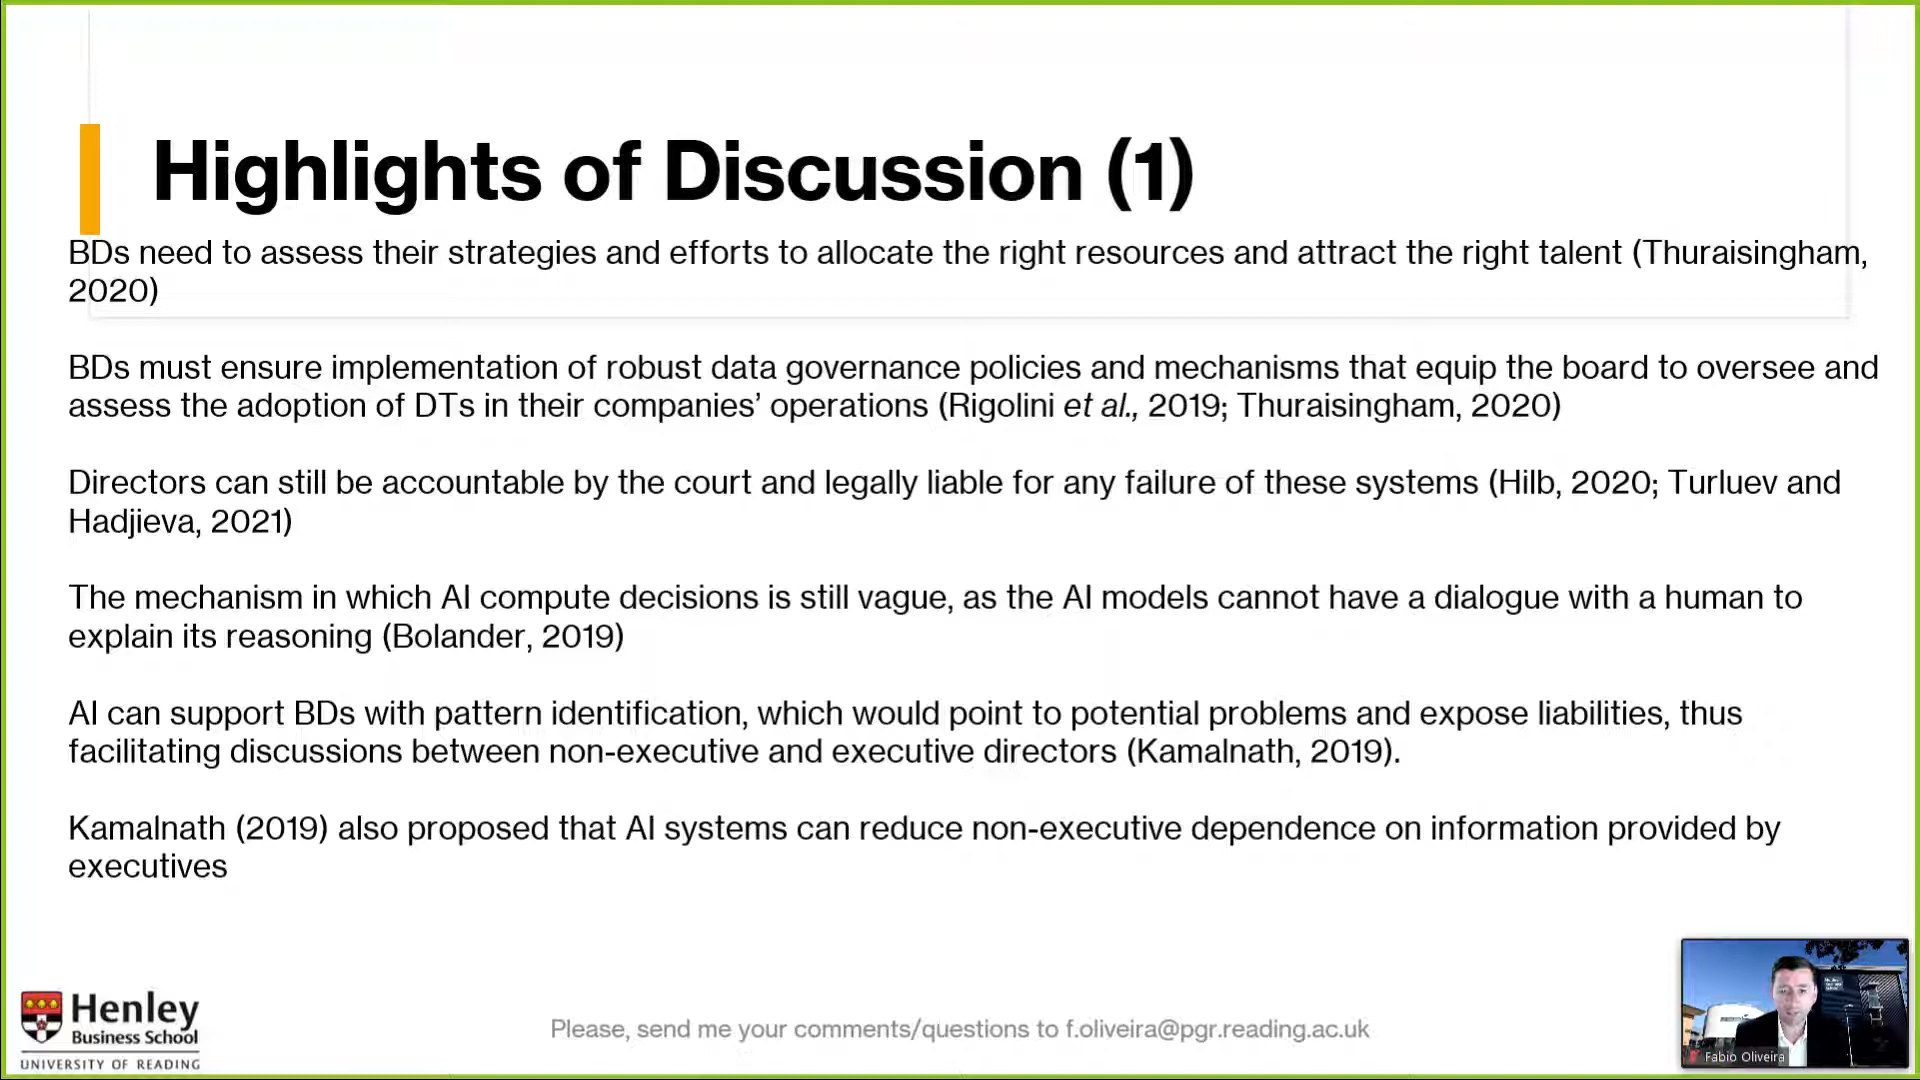 Highlights of Discussion (1)
BDs need to assess their strategies and efforts to allocate the right resources and attract the right talent (Thuraisingham,
2020)
BDs must ensure implementation of robust data governance policies and mechanisms that equip the board to oversee and
assess the adoption of DTs in their companies’ operations (Rigolini et al., 2019; Thuraisingham, 2020)
Directors can still be accountable by the court and legally liable for any failure of these systems (Hilb, 2020; Turluev and
Hadjieva, 2021)
The mechanism in which AI compute decisions is still vague, as the AI models cannot have a dialogue with a human to
explain its reasoning (Bolander, 2019)
AI can support BDs with pattern identification, which would point to potential problems and expose liabilities, thus
facilitating discussions between non-executive and executive directors (Kamalnath, 2019).
Kamalnath (2019) also proposed that AI systems can reduce non-executive dependence on information provided by
executives
Henley
Business School
UNIVERSITY OF READING
Please, send me your comments/questions to f.oliveira@pgr.reading.ac.uk
Fabio Oliveira